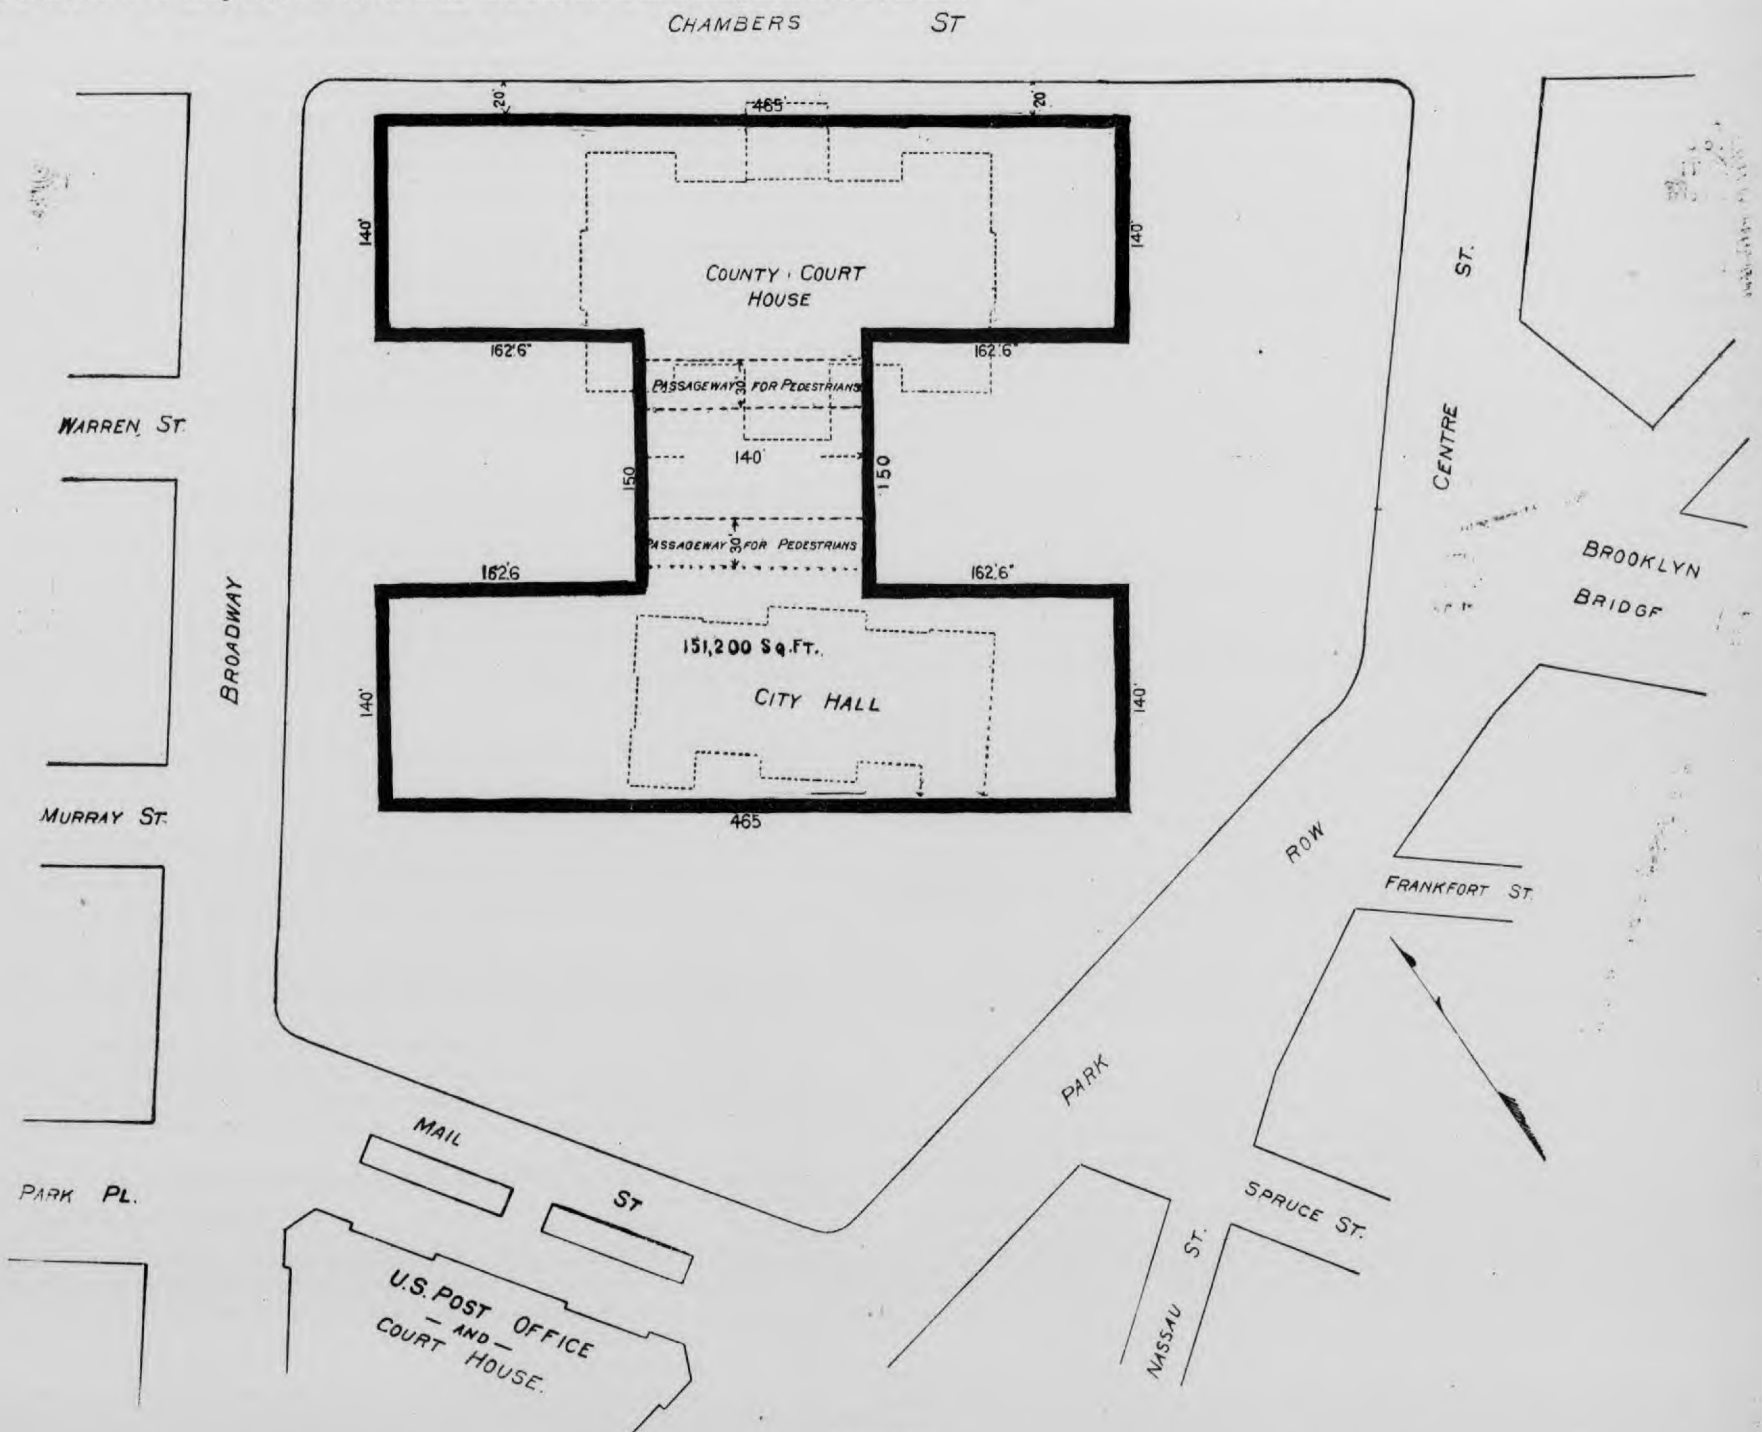 CHAMBERS ST
20'
465'
20'
140'
140'
COUNTY COURT
HOUSE
162'6"
162'6"
PASSAGEWAY FOR PEDESTRIANS
30'
140'
150
150
PASSAGEWAY FOR PEDESTRIANS
30'
162'6
162'6"
151,200 SQ.FT.
CITY HALL
140'
140'
465
WARREN ST.
BROADWAY
MURRAY ST.
PARK PL.
CENTRE ST.
BROOKLYN
BRIDGE
PARK ROW
FRANKFORT ST.
SPRUCE ST.
NASSAU ST.
MAIL ST
U.S. POST OFFICE
— AND —
COURT HOUSE.